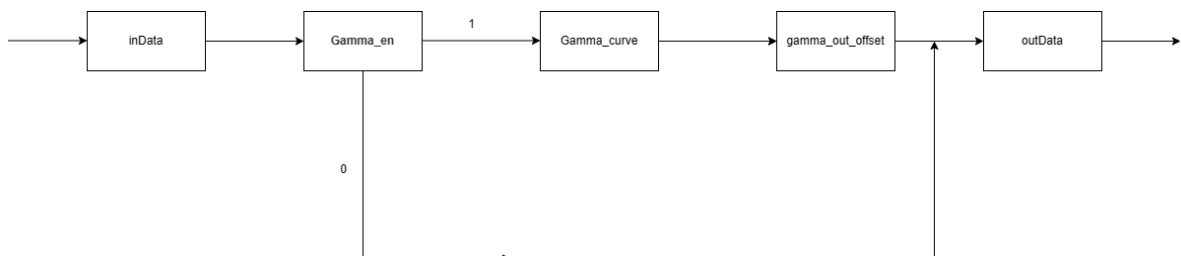 1
inData
Gamma_en
Gamma_curve
gamma_out_offset
outData
0